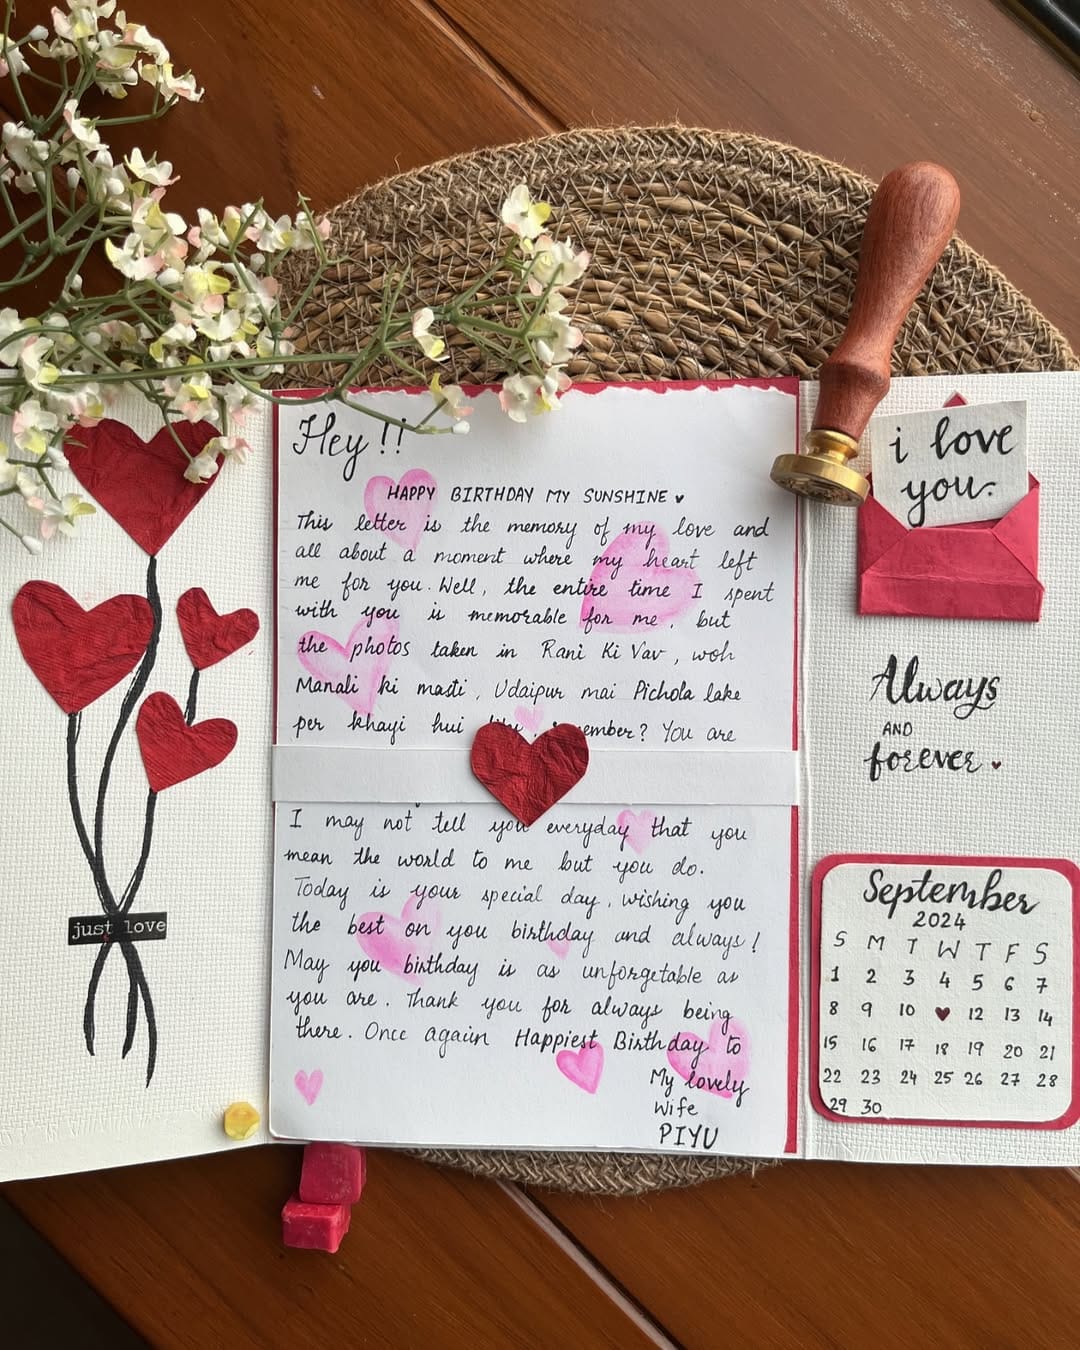 just love
Hey!!
HAPPY BIRTHDAY MY SUNSHINE
This letter is the memory of my love and
all about a moment where my heart left
me for you. Well, the entire time I spent
with you is memorable for me, but
the photos taken in Rani Ki Vav, woh
Manali ki masti, Udaipur mai Pichola lake
per khayi hui ? You are
I may not tell you everyday that you
mean the world to me but you do.
Today is your special day, wishing you
the best on you birthday and always!
May you birthday is as unforgetable as
you are. Thank you for always being
there. Once again Happiest Birthday to
My lovely
Wife
PIYU
i love
you.
Always
AND
forever
September
2024
S M T W T F S
1 2 3 4 5 6 7
8 9 10 12 13 14
15 16 17 18 19 20 21
22 23 24 25 26 27 28
29 30